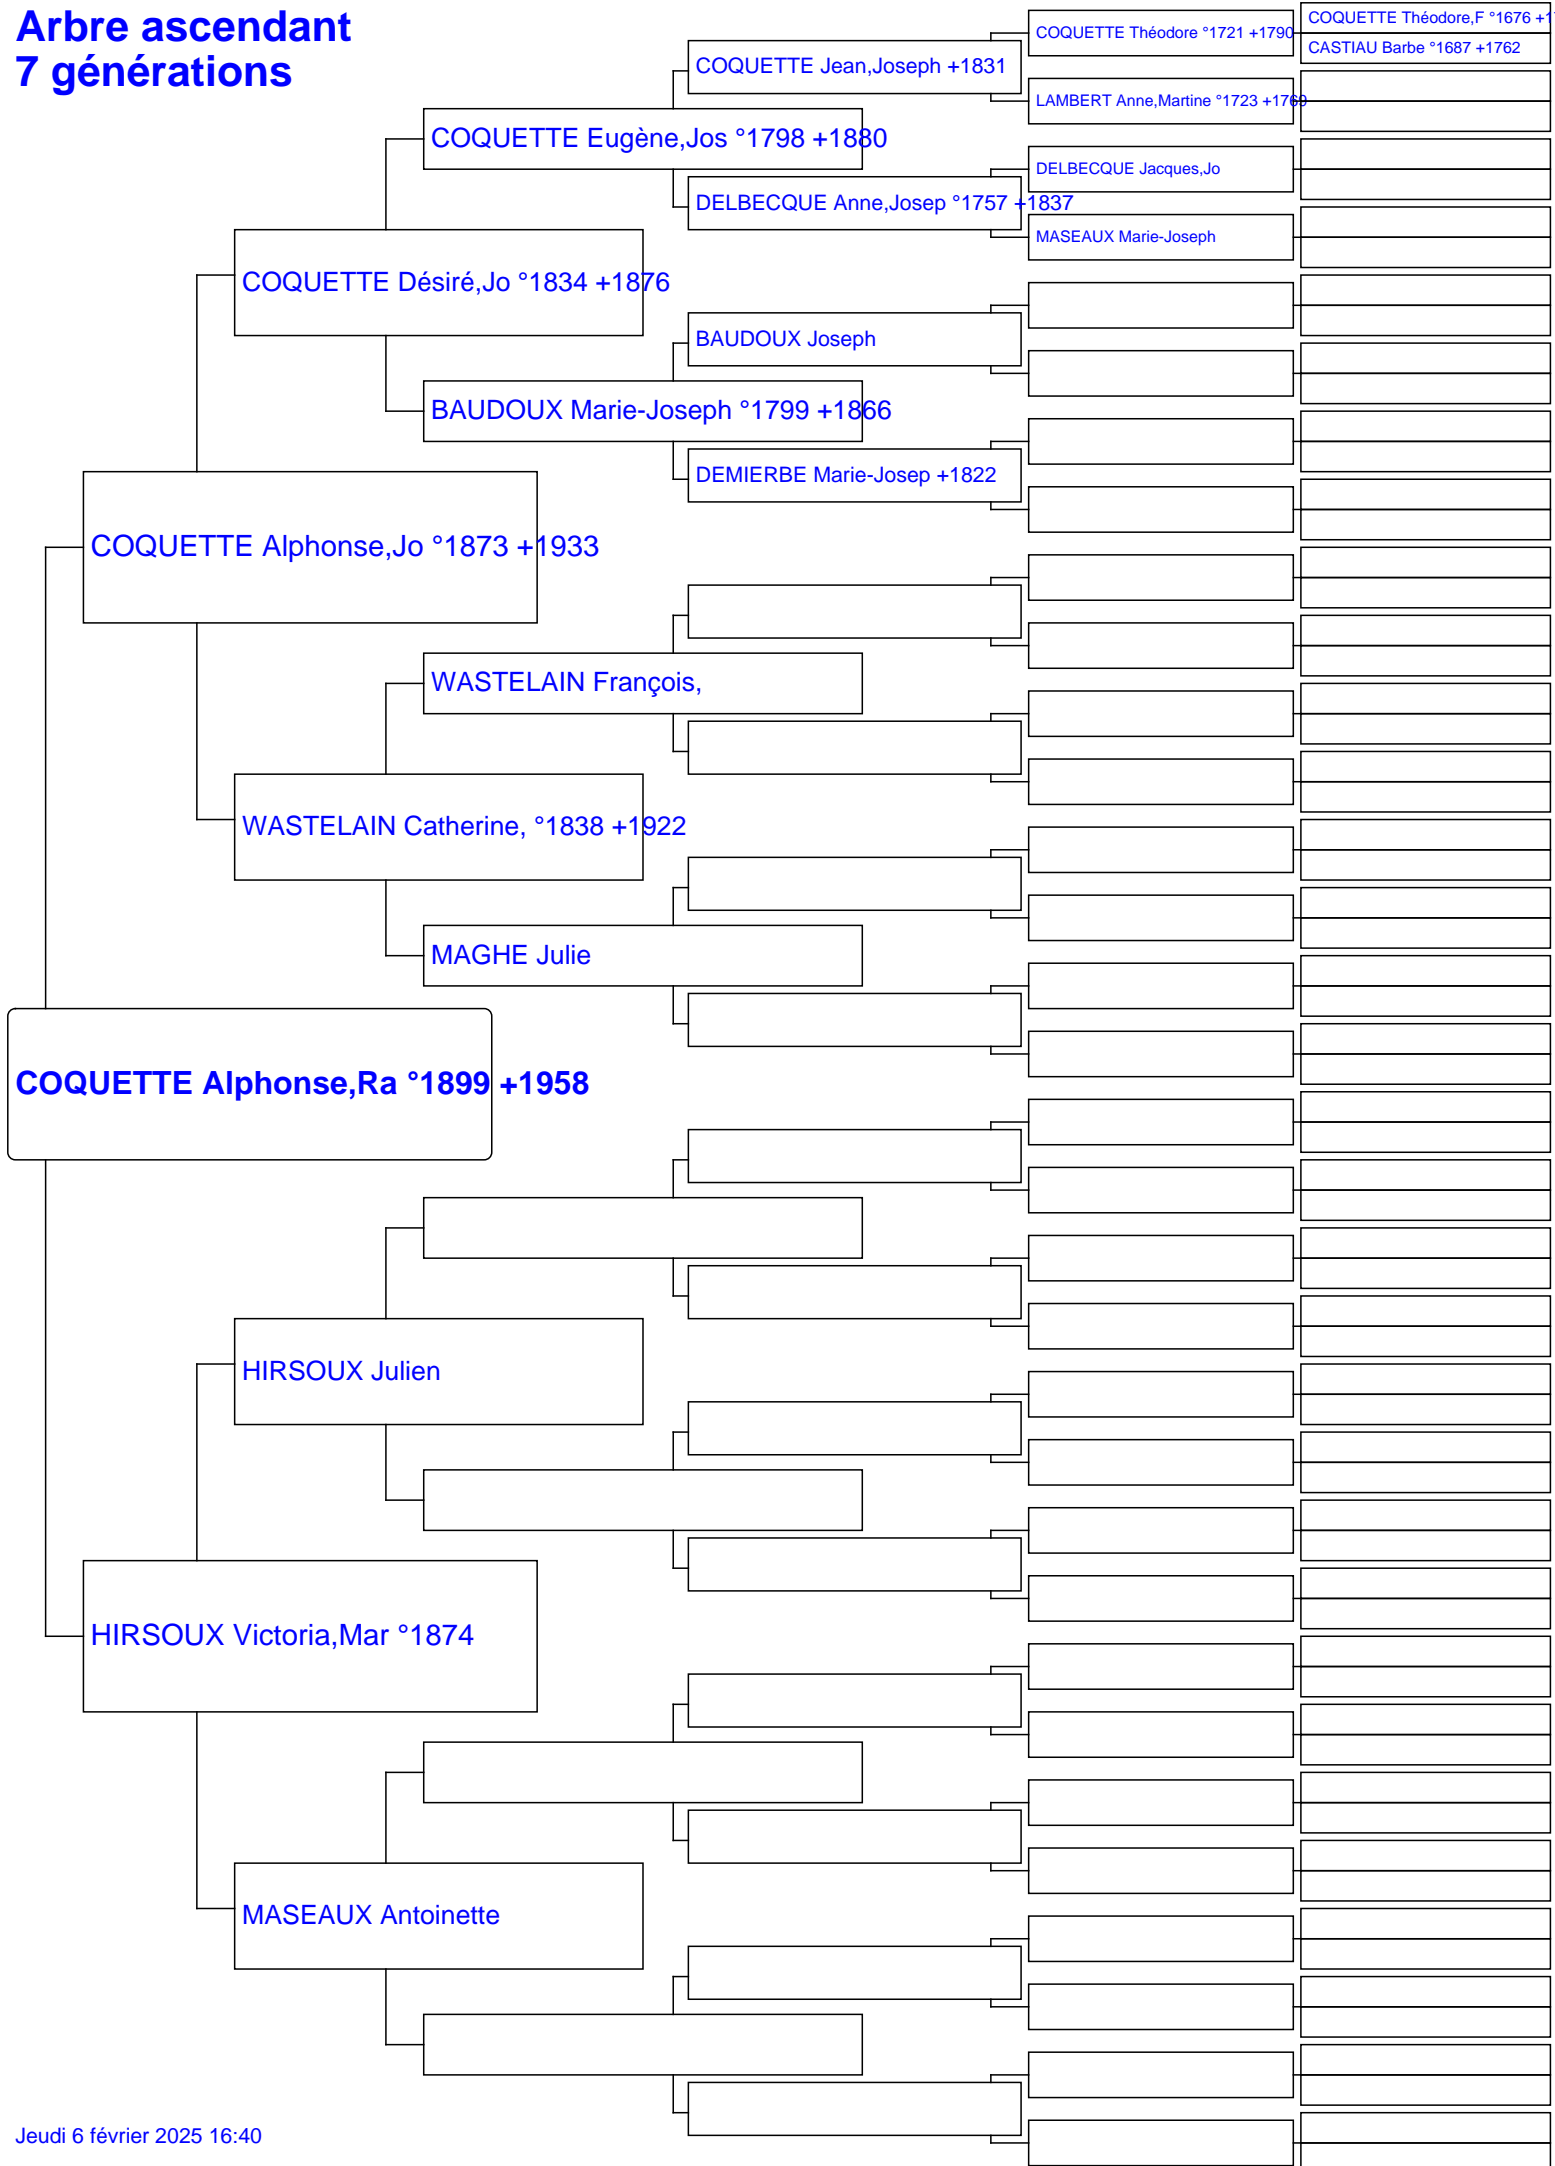 Arbre ascendant
7 générations
COQUETTE Théodore,F °1676 +1
COQUETTE Théodore °1721 +1790
CASTIAU Barbe °1687 +1762
COQUETTE Jean,Joseph +1831
LAMBERT Anne,Martine °1723 +1769
COQUETTE Eugène,Jos °1798 +1880
DELBECQUE Jacques,Jo
DELBECQUE Anne,Josep °1757 +1837
MASEAUX Marie-Joseph
COQUETTE Désiré,Jo °1834 +1876
BAUDOUX Joseph
BAUDOUX Marie-Joseph °1799 +1866
DEMIERBE Marie-Josep +1822
COQUETTE Alphonse,Jo °1873 +1933
WASTELAIN François,
WASTELAIN Catherine, °1838 +1922
MAGHE Julie
COQUETTE Alphonse,Ra °1899 +1958
HIRSOUX Julien
HIRSOUX Victoria,Mar °1874
MASEAUX Antoinette
Jeudi 6 février 2025 16:40